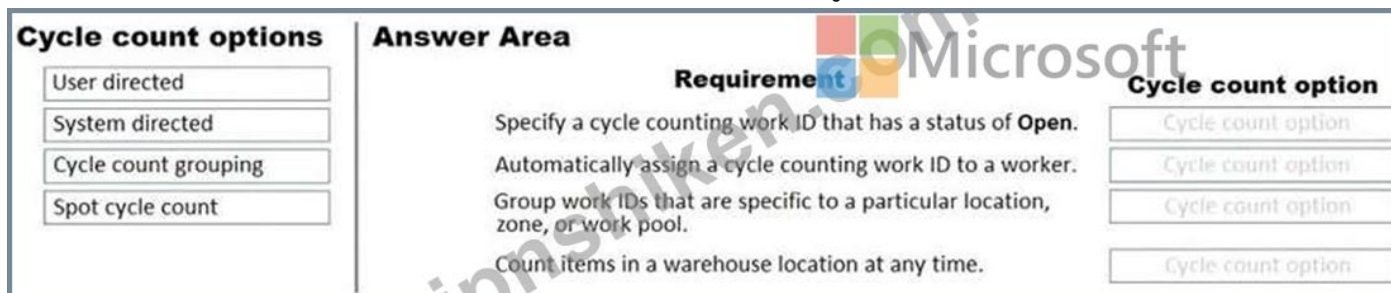 Cycle count options
User directed
System directed
Cycle count grouping
Spot cycle count
Answer Area
Microsoft
Requirement
Cycle count option
Specify a cycle counting work ID that has a status of Open.
Cycle count option
Automatically assign a cycle counting work ID to a worker.
Cycle count option
Group work IDs that are specific to a particular location,
zone, or work pool.
Cycle count option
Count items in a warehouse location at any time.
Cycle count option